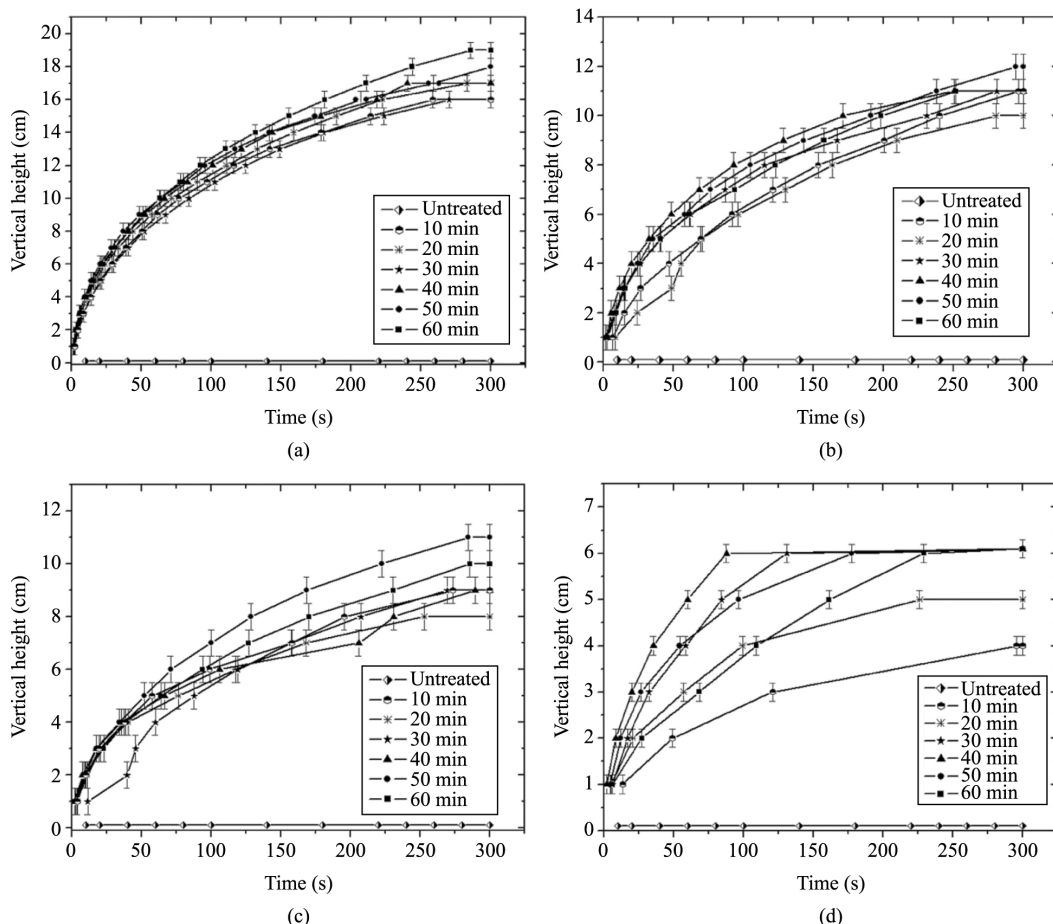 20
18
16
14
12
10
8
6
4
2
0
Vertical height (cm)
0 50 100 150 200 250 300
Time (s)
Untreated
10 min
20 min
30 min
40 min
50 min
60 min
(a)
14
12
10
8
6
4
2
0
Vertical height (cm)
0 50 100 150 200 250 300
Time (s)
Untreated
10 min
20 min
30 min
40 min
50 min
60 min
(b)
12
10
8
6
4
2
0
Vertical height (cm)
0 50 100 150 200 250 300
Time (s)
Untreated
10 min
20 min
30 min
40 min
50 min
60 min
(c)
7
6
5
4
3
2
1
0
Vertical height (cm)
0 50 100 150 200 250 300
Time (s)
Untreated
10 min
20 min
30 min
40 min
50 min
60 min
(d)